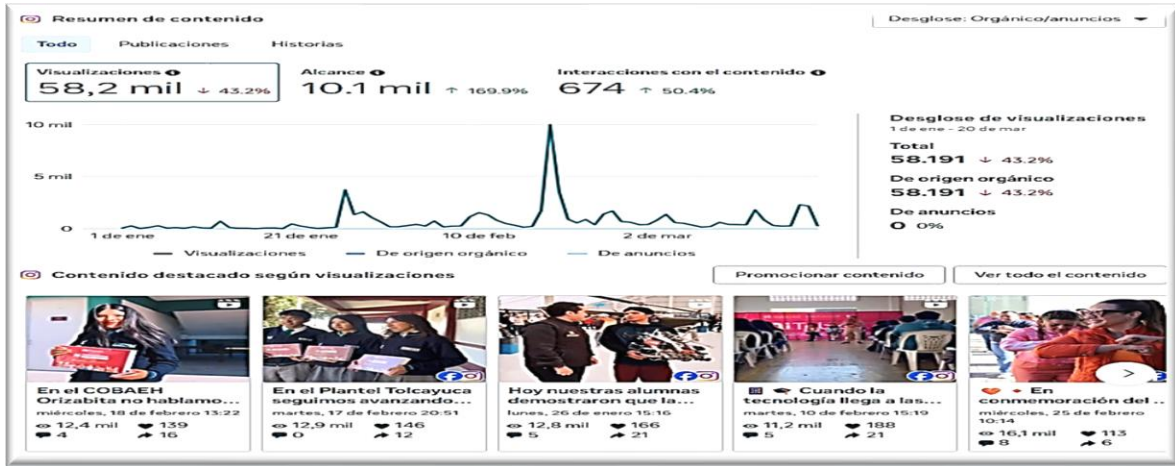 Resumen de contenido
Desglose: Orgánico/anuncios
Todo Publicaciones Historias
Visualizaciones Alcance Interacciones con el contenido
58,2 mil ↓ 43.2% 10.1 mil ↑ 169.9% 674 ↑ 50.4%
10 mil
5 mil
0
1 de ene 21 de ene 10 de feb 2 de mar
Visualizaciones De origen orgánico De anuncios
Desglose de visualizaciones
1 de ene - 20 de mar
Total
58.191 ↓ 43.2%
De origen orgánico
58.191 ↓ 43.2%
De anuncios
0 0%
Contenido destacado según visualizaciones
Promocionar contenido Ver todo el contenido
En el COBAEH
Orizabita no hablamo...
miércoles, 18 de febrero 13:22
12,4 mil 139
4 16
En el Plantel Tolcayuca
seguimos avanzando...
martes, 17 de febrero 20:51
12,9 mil 146
0 12
Hoy nuestras alumnas
demostraron que la...
lunes, 26 de enero 15:16
12,8 mil 166
5 21
Cuando la
tecnología llega a las...
martes, 10 de febrero 15:19
11,2 mil 188
5 21
En
conmemoración del ..
miércoles, 25 de febrero
10:14
16,1 mil 113
8 6